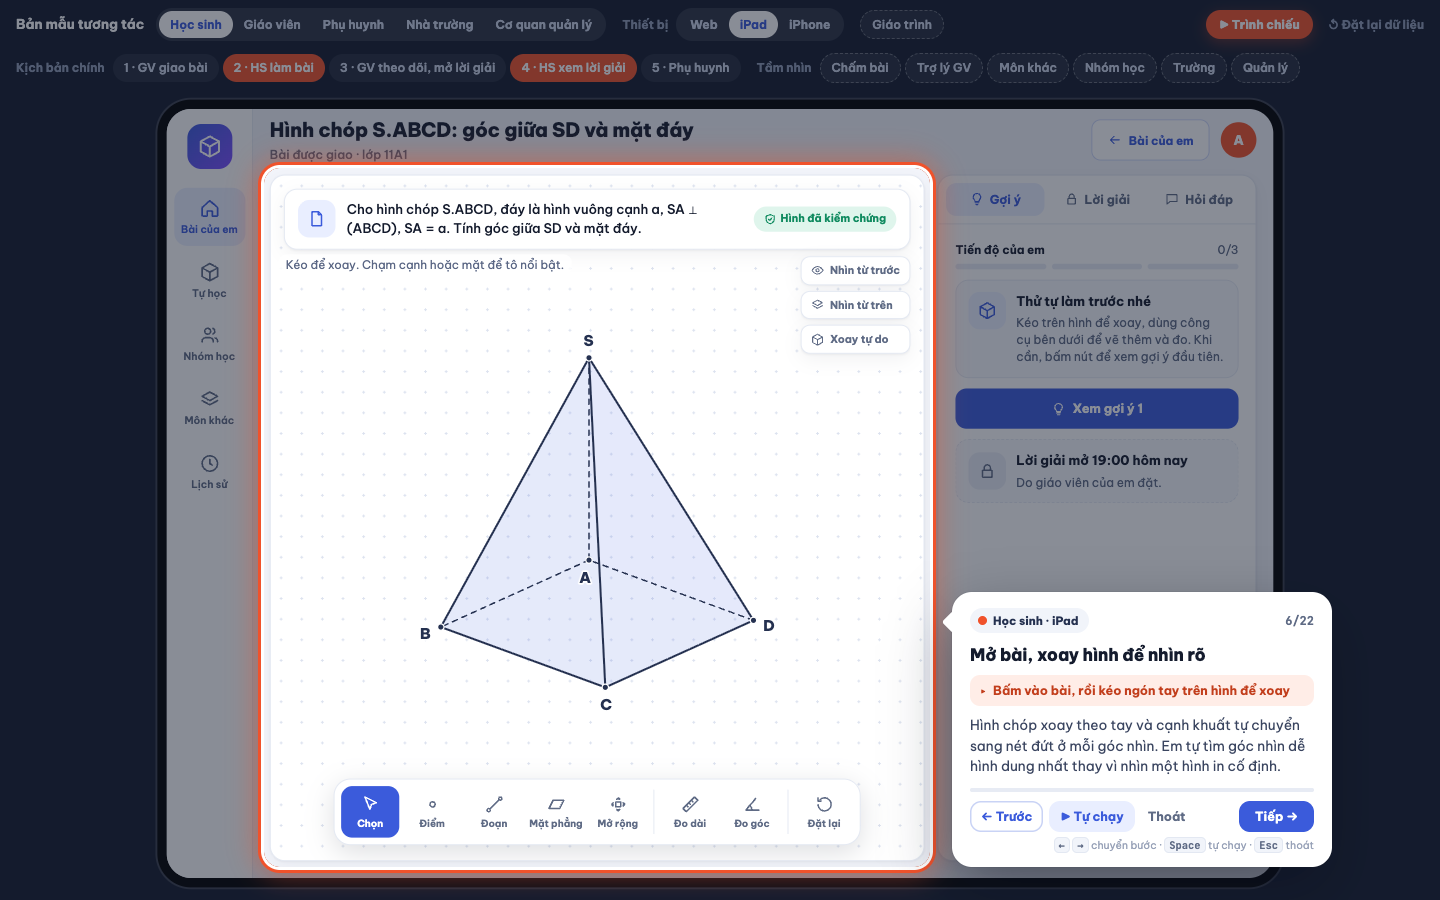 Bản mẫu tương tác
Học sinh
Giáo viên
Phụ huynh
Nhà trường
Cơ quan quản lý
Thiết bị
Web
iPad
iPhone
Giáo trình
Trình chiếu
Đặt lại dữ liệu
Kịch bản chính
1 · GV giao bài
2 · HS làm bài
3 · GV theo dõi, mở lời giải
4 · HS xem lời giải
5 · Phụ huynh
Tầm nhìn
Chấm bài
Trợ lý GV
Môn khác
Nhóm học
Trường
Quản lý
Hình chóp S.ABCD: góc giữa SD và mặt đáy
Bài được giao · lớp 11A1
← Bài của em
A
Bài của em
Tự học
Nhóm học
Môn khác
Lịch sử
Cho hình chóp S.ABCD, đáy là hình vuông cạnh a, SA ⊥
(ABCD), SA = a. Tính góc giữa SD và mặt đáy.
Hình đã kiểm chứng
Kéo để xoay. Chạm cạnh hoặc mặt để tô nổi bật.
Nhìn từ trước
Nhìn từ trên
Xoay tự do
S
A
B
D
C
Chọn
Điểm
Đoạn
Mặt phẳng
Mở rộng
Đo dài
Đo góc
Đặt lại
Gợi ý
Lời giải
Hỏi đáp
Tiến độ của em
0/3
Thử tự làm trước nhé
Kéo trên hình để xoay, dùng công
cụ bên dưới để vẽ thêm và đo. Khi
cần, bấm nút để xem gợi ý đầu tiên.
Xem gợi ý 1
Lời giải mở 19:00 hôm nay
Do giáo viên của em đặt.
Học sinh · iPad
6/22
Mở bài, xoay hình để nhìn rõ
Bấm vào bài, rồi kéo ngón tay trên hình để xoay
Hình chóp xoay theo tay và cạnh khuất tự chuyển
sang nét đứt ở mỗi góc nhìn. Em tự tìm góc nhìn dễ
hình dung nhất thay vì nhìn một hình in cố định.
← Trước
Tự chạy
Thoát
Tiếp →
← → chuyển bước · Space tự chạy · Esc thoát